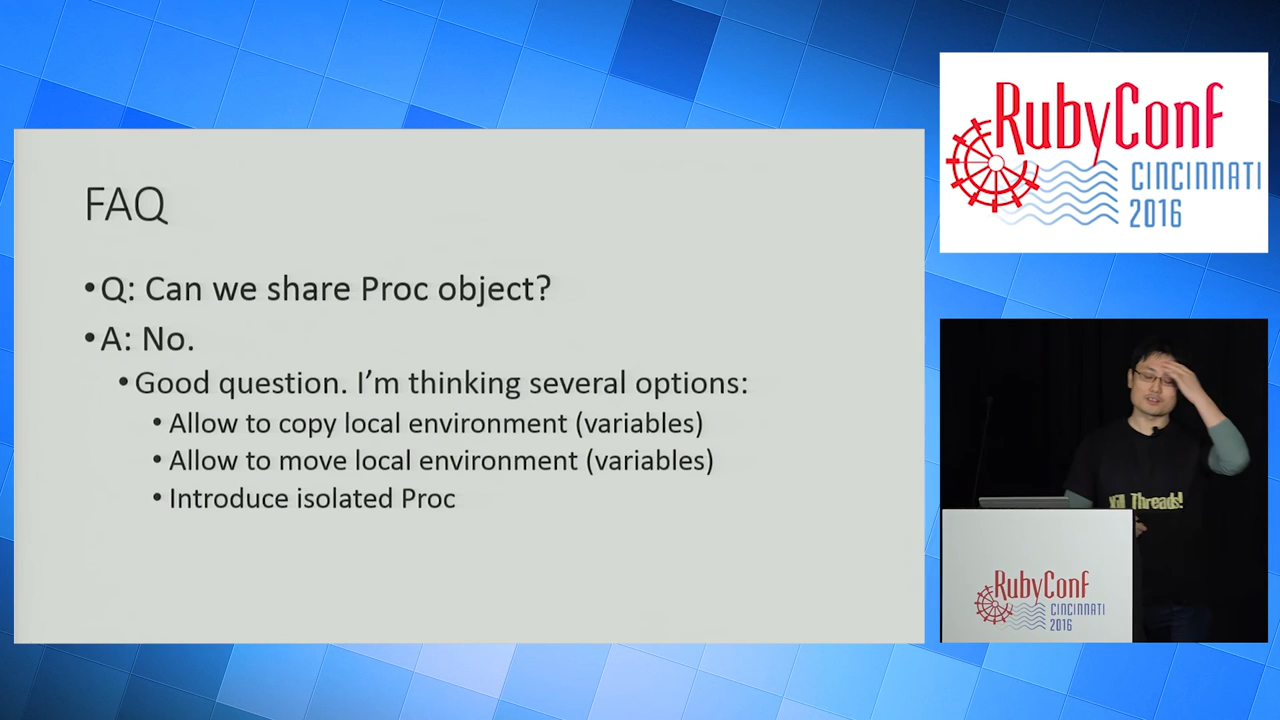 FAQ
•Q: Can we share Proc object?
•A: No.
•Good question. I'm thinking several options:
•Allow to copy local environment (variables)
•Allow to move local environment (variables)
•Introduce isolated Proc
RubyConf
CINCINNATI
2016
Threads!
RubyConf
CINCINNATI
2016